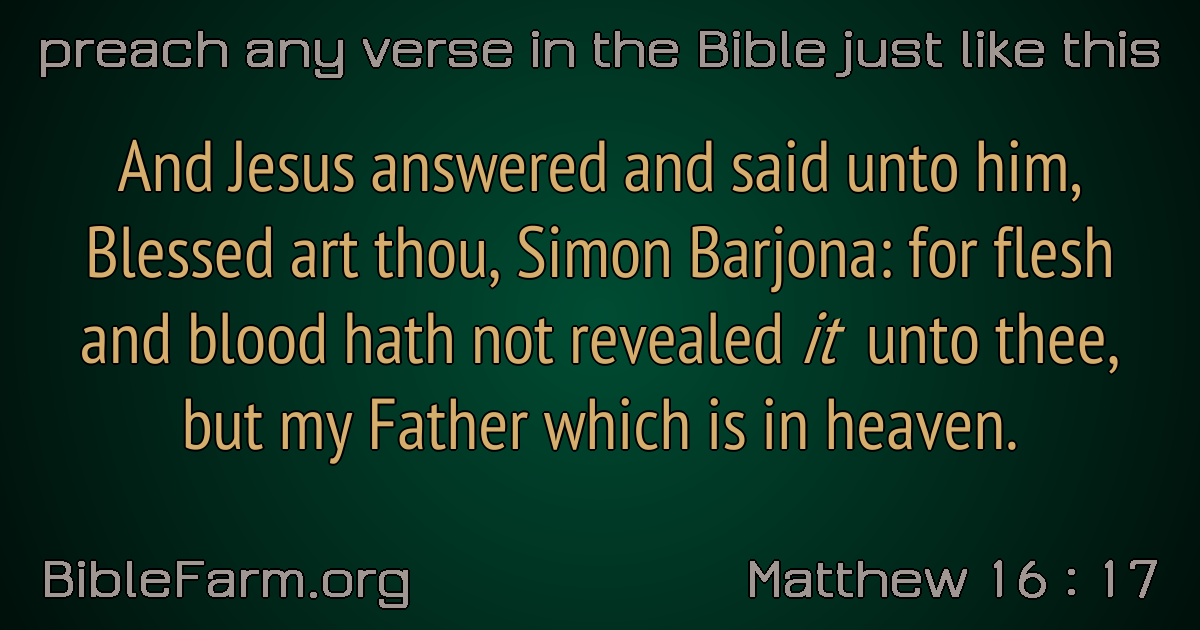 preach any verse in the Bible just like this
And Jesus answered and said unto him,
Blessed art thou, Simon Barjona: for flesh
and blood hath not revealed it unto thee,
but my Father which is in heaven.
BibleFarm.org
Matthew 16 : 17